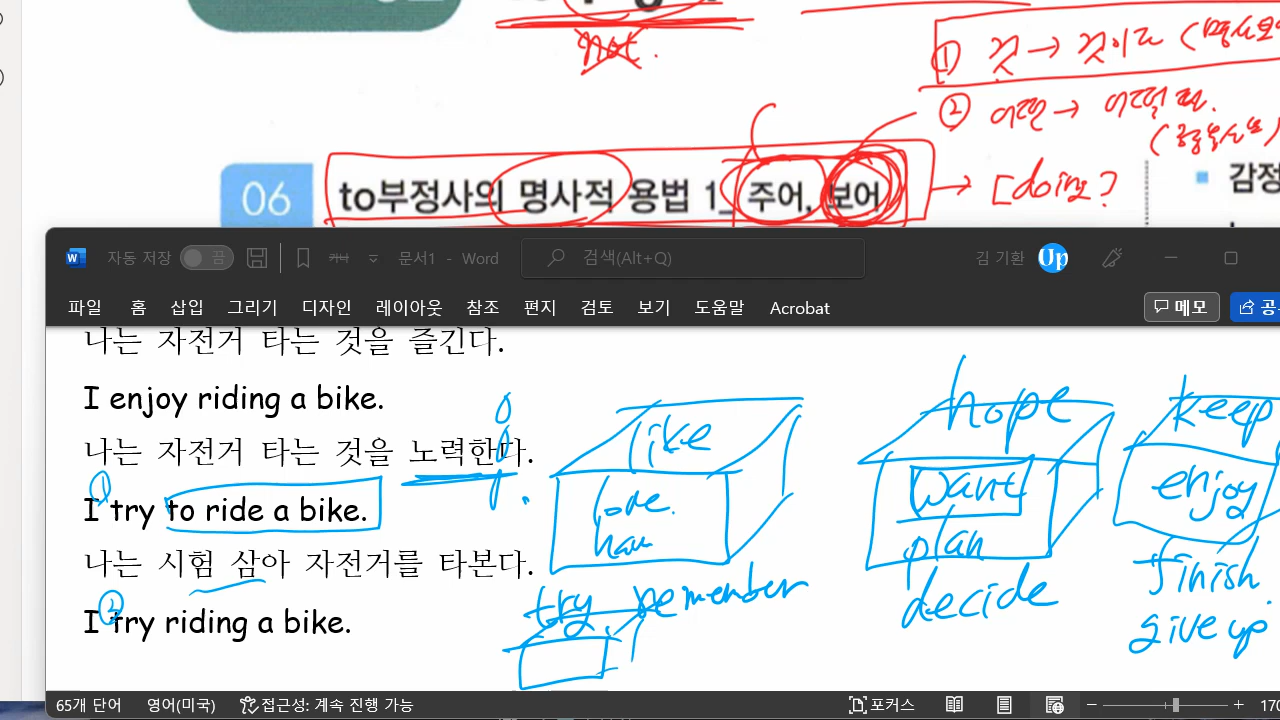 not.
① 것 → 것이다
② 어떤 → 어떨까.
06 to부정사의 명사적 용법 1_ 주어, 보어 → [doing?
감정
자동 저장 끔 가나 문서1 - Word 검색(Alt+Q) 김 기환 Up
파일 홈 삽입 그리기 디자인 레이아웃 참조 편지 검토 보기 도움말 Acrobat 메모
나는 자전거 타는 것을 즐긴다.
I enjoy riding a bike.
나는 자전거 타는 것을 노력한다.
① I try to ride a bike.
나는 시험 삼아 자전거를 타본다.
② I try riding a bike.
like
love.
try, remember
hope
want
plan
decide
keep
enjoy
finish.
give up
65개 단어 영어(미국) 접근성: 계속 진행 가능 포커스